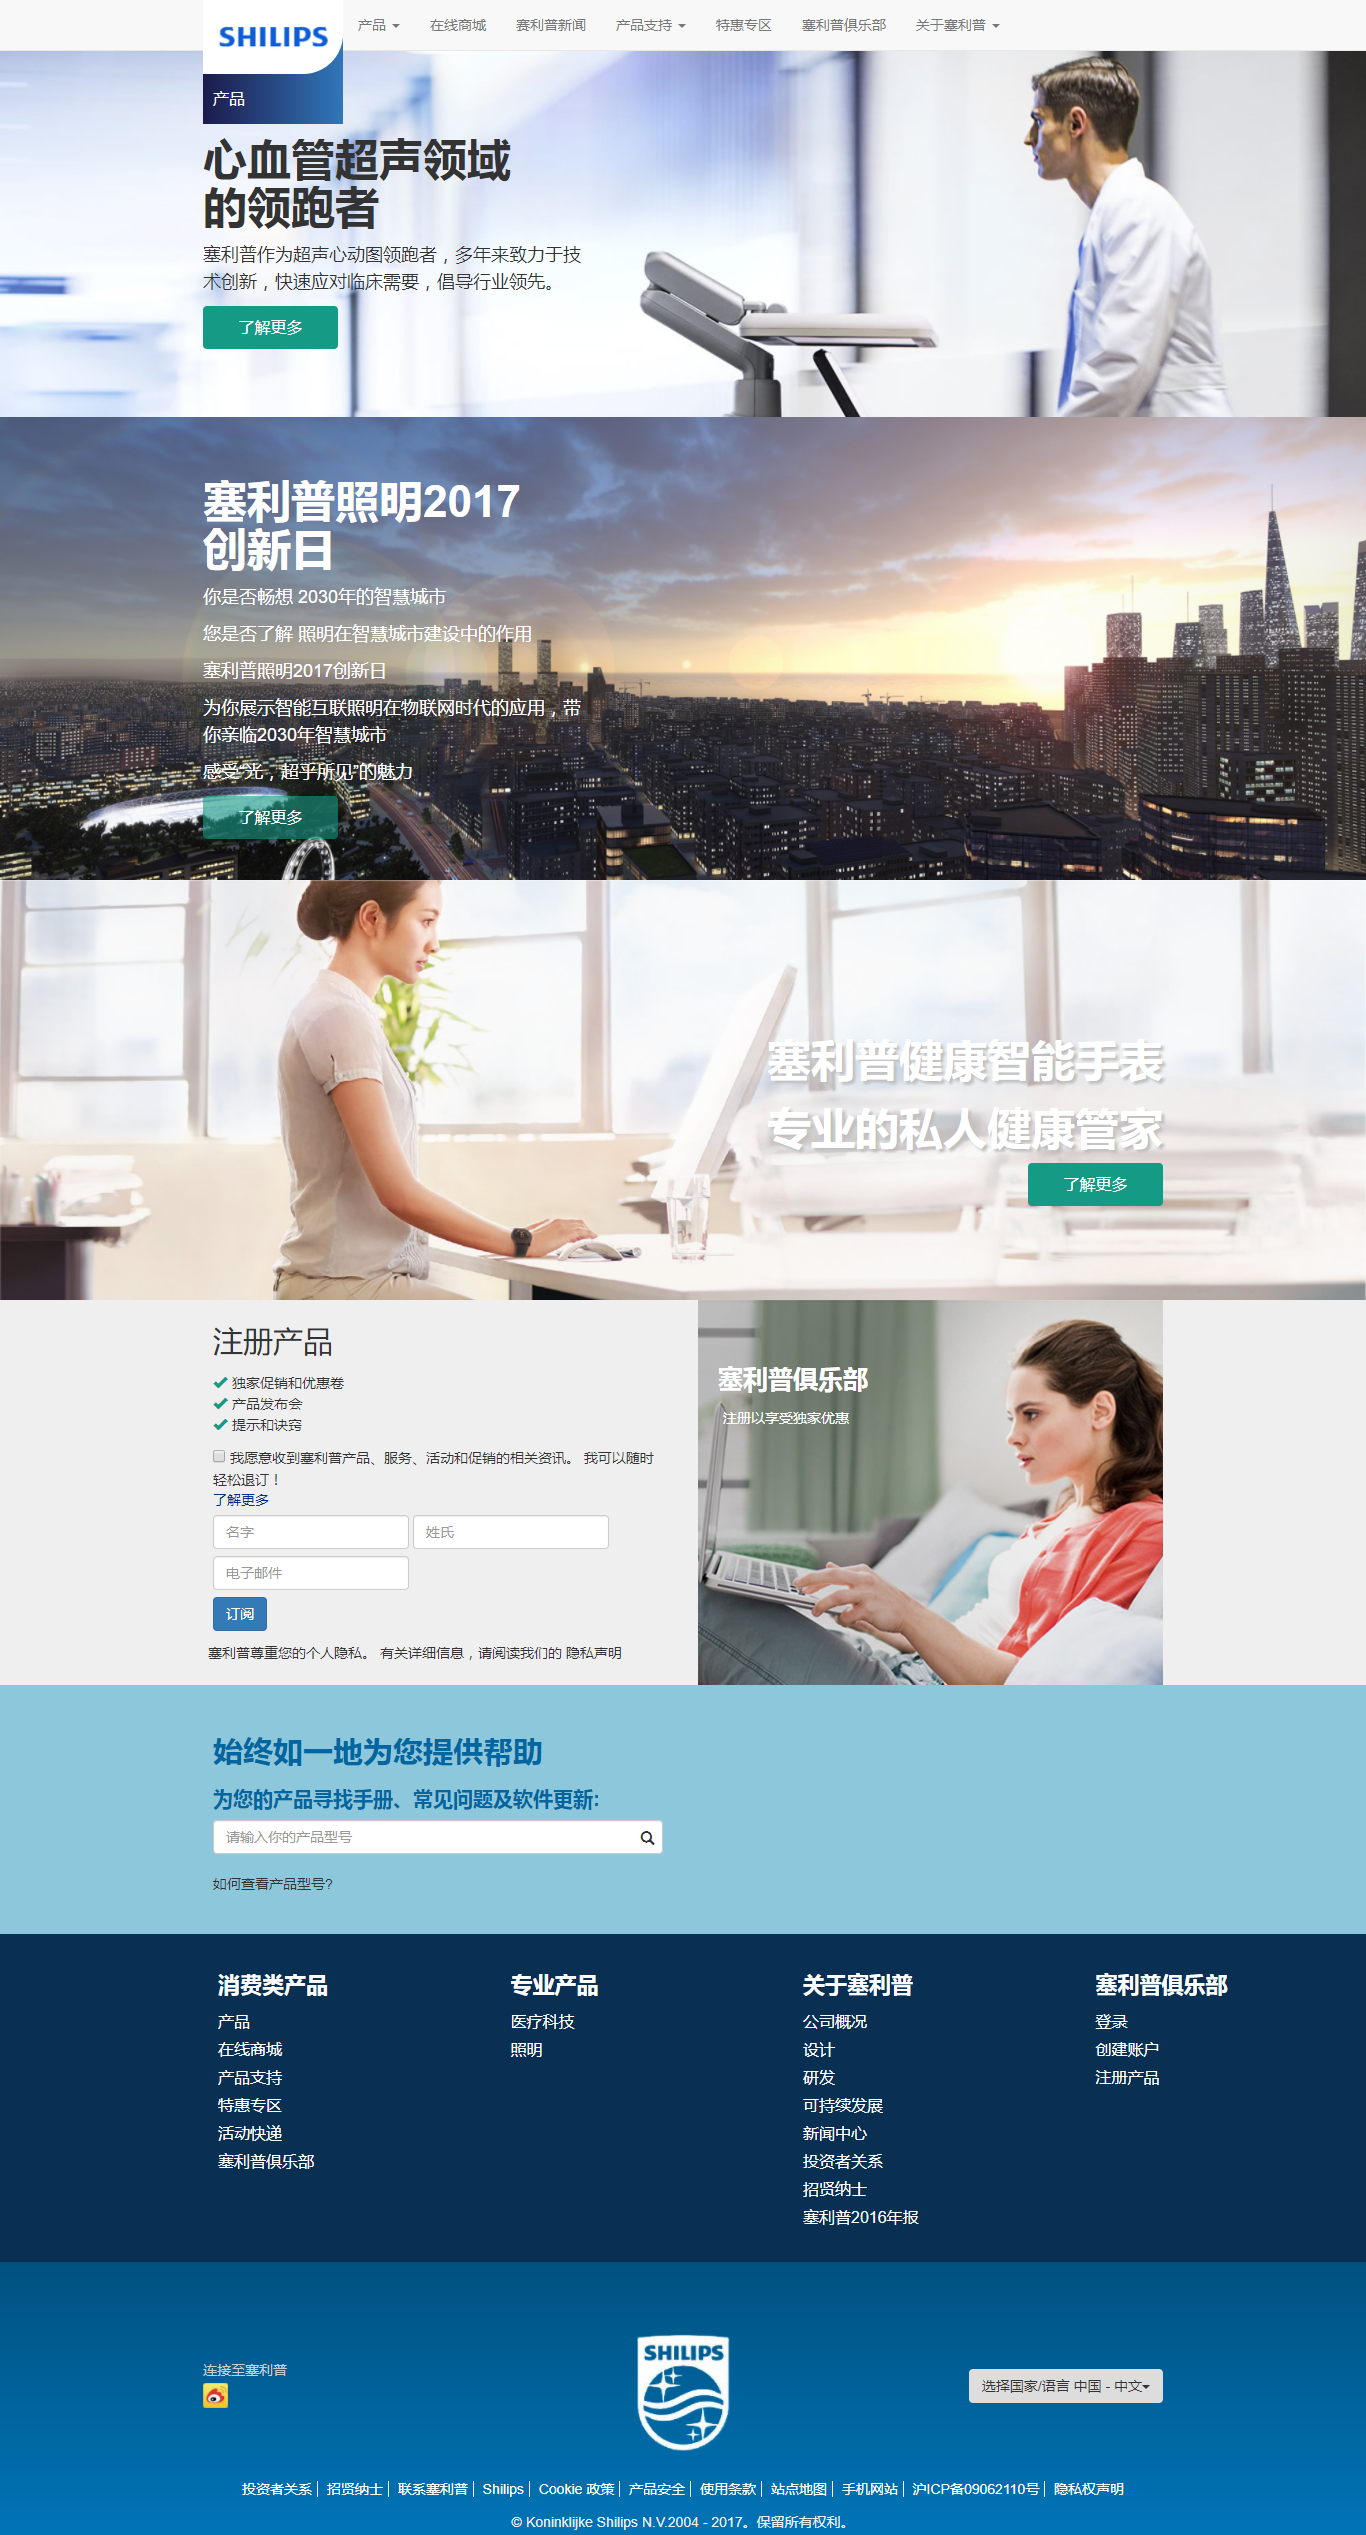 SHILIPS
产品 在线商城 赛利普新闻 产品支持 特惠专区 塞利普俱乐部 关于塞利普
产品
心血管超声领域
的领跑者
塞利普作为超声心动图领跑者，多年来致力于技
术创新，快速应对临床需要，倡导行业领先。
了解更多
塞利普照明2017
创新日
你是否畅想 2030年的智慧城市
您是否了解 照明在智慧城市建设中的作用
塞利普照明2017创新日
为你展示智能互联照明在物联网时代的应用，带
你亲临2030年智慧城市
感受“光，超乎所见”的魅力
了解更多
塞利普健康智能手表
专业的私人健康管家
了解更多
注册产品
独家促销和优惠卷
产品发布会
提示和诀窍
我愿意收到塞利普产品、服务、活动和促销的相关资讯。 我可以随时
轻松退订！
了解更多
名字 姓氏
电子邮件
订阅
塞利普尊重您的个人隐私。 有关详细信息，请阅读我们的 隐私声明
塞利普俱乐部
注册以享受独家优惠
始终如一地为您提供帮助
为您的产品寻找手册、常见问题及软件更新:
请输入你的产品型号
如何查看产品型号?
消费类产品
产品
在线商城
产品支持
特惠专区
活动快递
塞利普俱乐部
专业产品
医疗科技
照明
关于塞利普
公司概况
设计
研发
可持续发展
新闻中心
投资者关系
招贤纳士
塞利普2016年报
塞利普俱乐部
登录
创建账户
注册产品
连接至塞利普
SHILIPS
选择国家/语言 中国 - 中文
投资者关系 | 招贤纳士 | 联系塞利普 | Shilips | Cookie 政策 | 产品安全 | 使用条款 | 站点地图 | 手机网站 | 沪ICP备09062110号 | 隐私权声明
© Koninklijke Shilips N.V.2004 - 2017。保留所有权利。